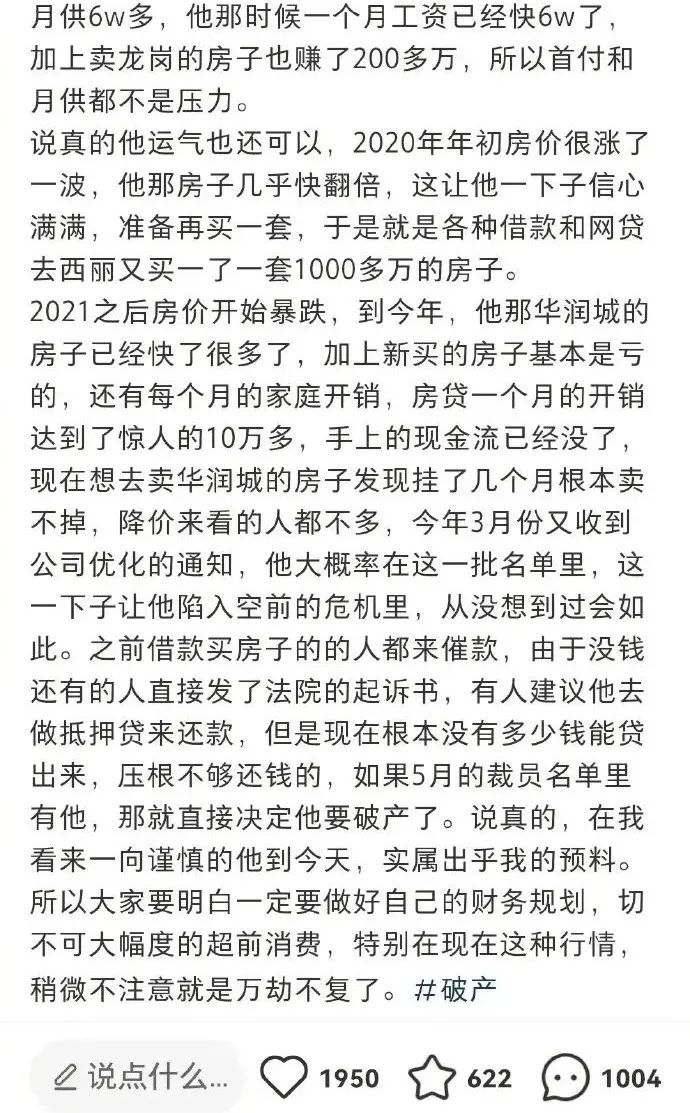 月供6w多，他那时候一个月工资已经快6w了，
加上卖龙岗的房子也赚了200多万，所以首付和
月供都不是压力。
说真的他运气也还可以，2020年年初房价很涨了
一波，他那房子几乎快翻倍，这让他一下子信心
满满，准备再买一套，于是就是各种借款和网贷
去西丽又买一了一套1000多万的房子。
2021之后房价开始暴跌，到今年，他那华润城的
房子已经快了很多了，加上新买的房子基本是亏
的，还有每个月的家庭开销，房贷一个月的开销
达到了惊人的10万多，手上的现金流已经没了，
现在想去卖华润城的房子发现挂了几个月根本卖
不掉，降价来看的人都不多，今年3月份又收到
公司优化的通知，他大概率在这一批名单里，这
一下子让他陷入空前的危机里，从没想到过会如
此。之前借款买房子的的人都来催款，由于没钱
还有的人直接发了法院的起诉书，有人建议他去
做抵押贷来还款，但是现在根本没有多少钱能贷
出来，压根不够还钱的，如果5月的裁员名单里
有他，那就直接决定他要破产了。说真的，在我
看来一向谨慎的他到今天，实属出乎我的预料。
所以大家要明白一定要做好自己的财务规划，切
不可大幅度的超前消费，特别在现在这种行情，
稍微不注意就是万劫不复了。#破产
说点什么... 1950 622 1004